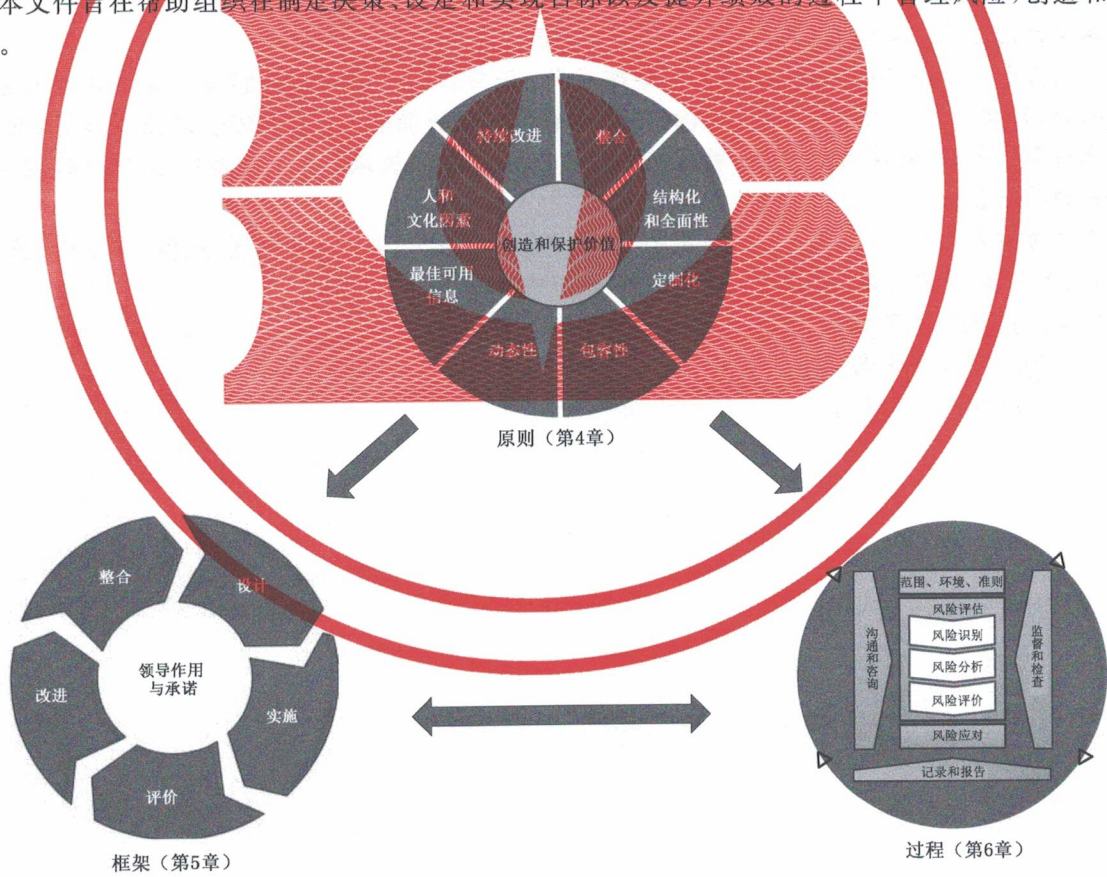 本文件旨在帮助组织在制定决策、设定和实现目标以及提升绩效的过程中管理风险,创造和
。
持续改进
整合
人和
文化因素
结构化
和全面性
创造和保护价值
最佳可用
信息
定制化
动态性
包容性
原则（第4章）
整合
设计
领导作用
与承诺
改进
实施
评价
框架（第5章）
范围、环境、准则
风险评估
风险识别
风险分析
风险评价
风险应对
沟通和咨询
监督和检查
记录和报告
过程（第6章）